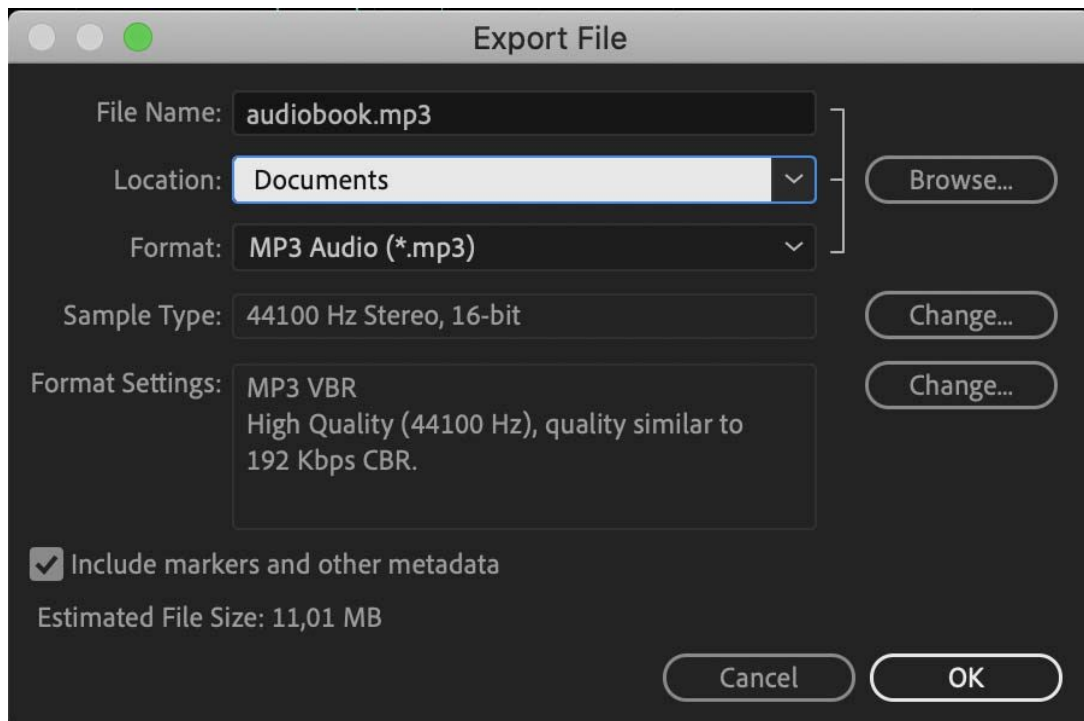 Export File
File Name: audiobook.mp3
Location: Documents Browse...
Format: MP3 Audio (*.mp3)
Sample Type: 44100 Hz Stereo, 16-bit Change...
Format Settings: MP3 VBR Change...
High Quality (44100 Hz), quality similar to
192 Kbps CBR.
Include markers and other metadata
Estimated File Size: 11,01 MB
Cancel OK